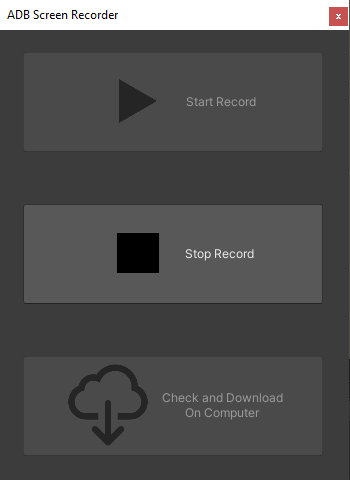 ADB Screen Recorder
x
Start Record
Stop Record
Check and Download
On Computer